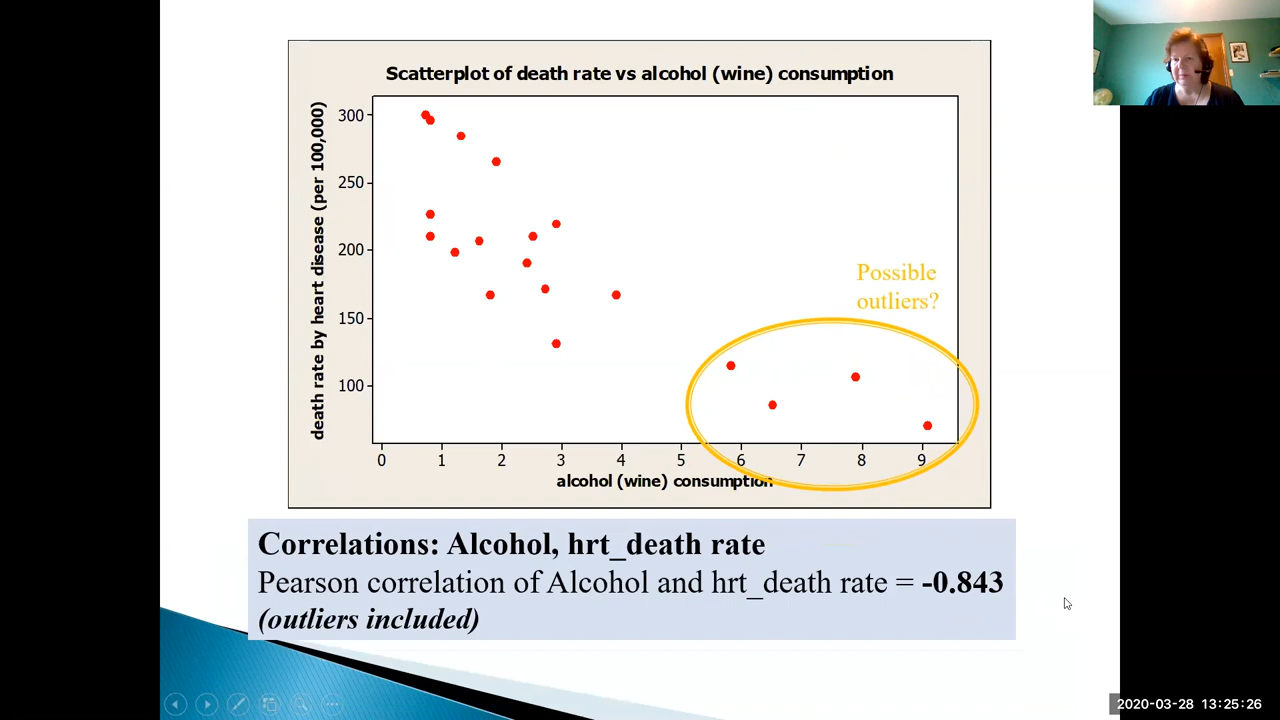 Scatterplot of death rate vs alcohol (wine) consumption
death rate by heart disease (per 100,000)
300
250
200
150
100
Possible
outliers?
0 1 2 3 4 5 6 7 8 9
alcohol (wine) consumption
Correlations: Alcohol, hrt_death rate
Pearson correlation of Alcohol and hrt_death rate = -0.843
(outliers included)
2020-03-28 13:25:26